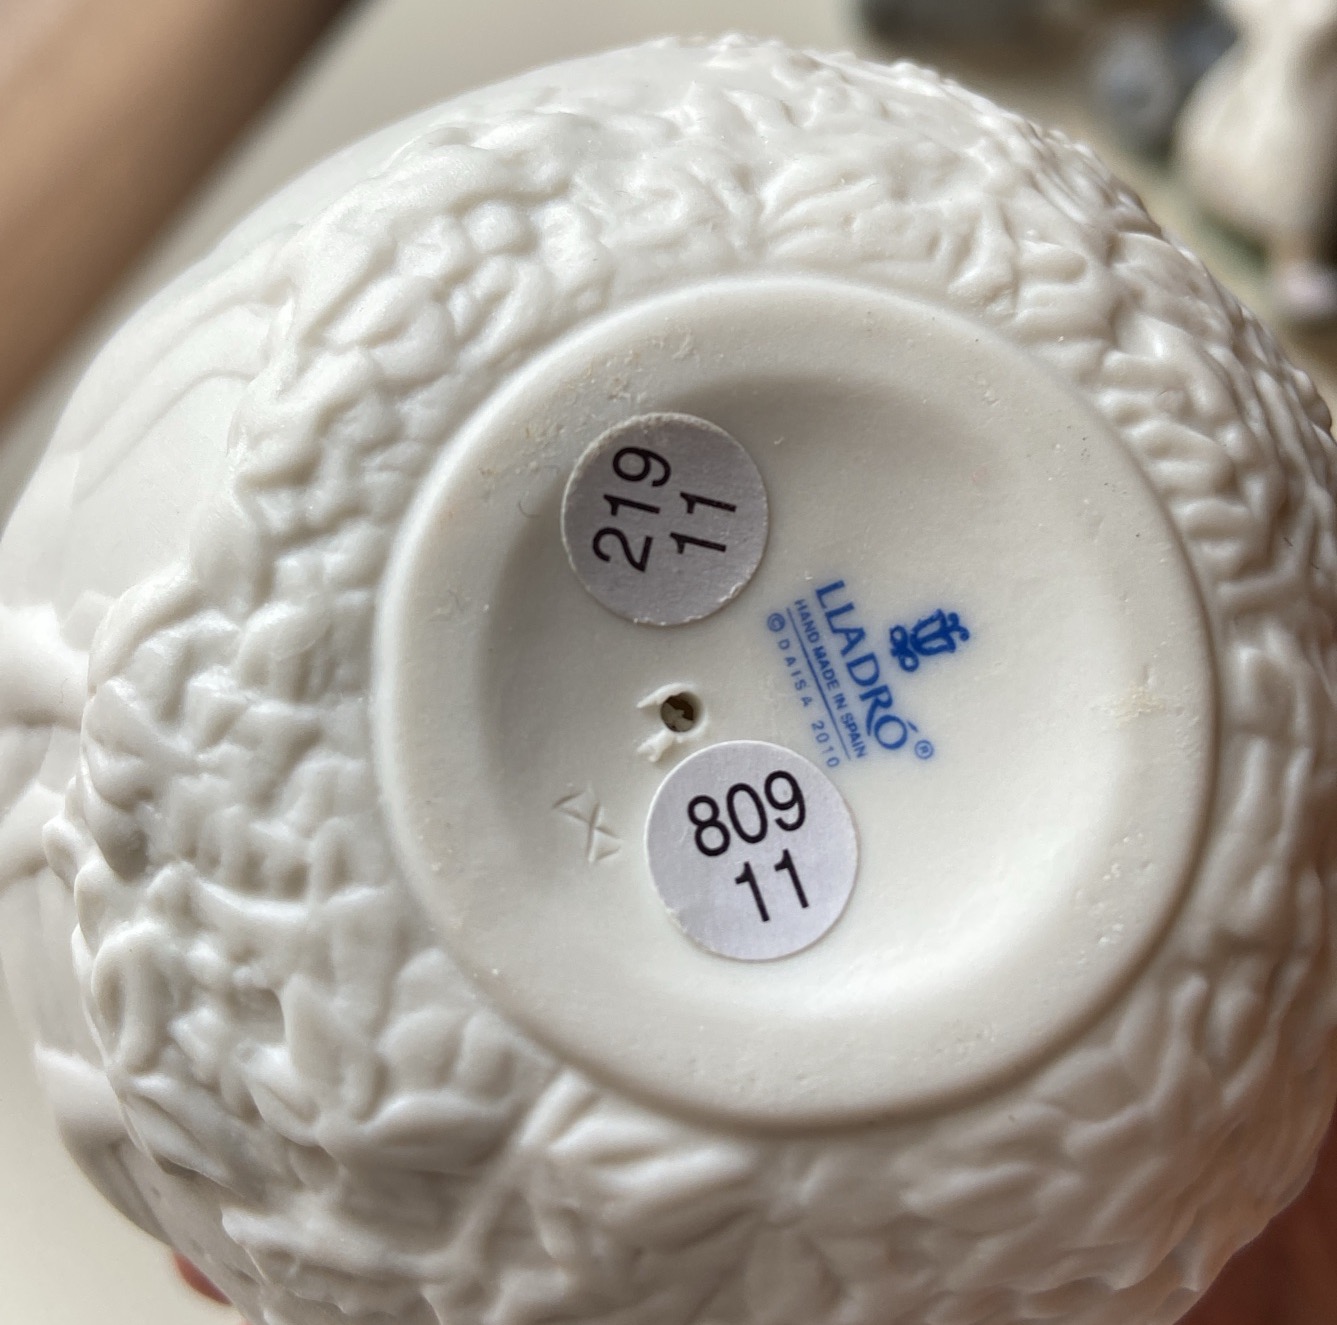 219
11
LLADRÓ®
HAND MADE IN SPAIN
© DAISA 2010
809
11